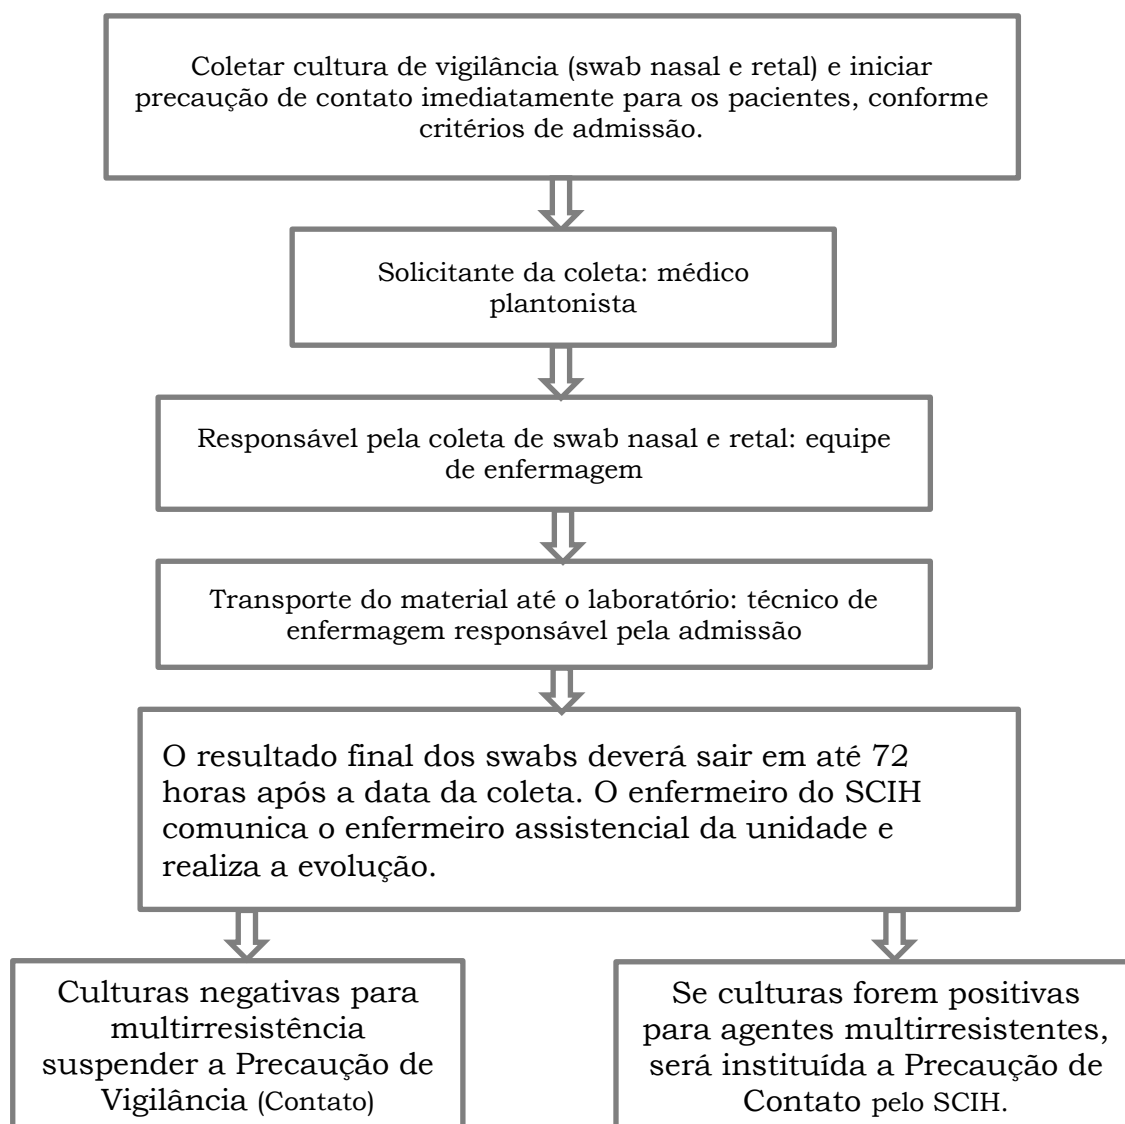 Coletar cultura de vigilância (swab nasal e retal) e iniciar
precaução de contato imediatamente para os pacientes, conforme
critérios de admissão.
Solicitante da coleta: médico
plantonista
Responsável pela coleta de swab nasal e retal: equipe
de enfermagem
Transporte do material até o laboratório: técnico de
enfermagem responsável pela admissão
O resultado final dos swabs deverá sair em até 72
horas após a data da coleta. O enfermeiro do SCIH
comunica o enfermeiro assistencial da unidade e
realiza a evolução.
Culturas negativas para
multirresistência
suspender a Precaução de
Vigilância (Contato)
Se culturas forem positivas
para agentes multirresistentes,
será instituída a Precaução de
Contato pelo SCIH.